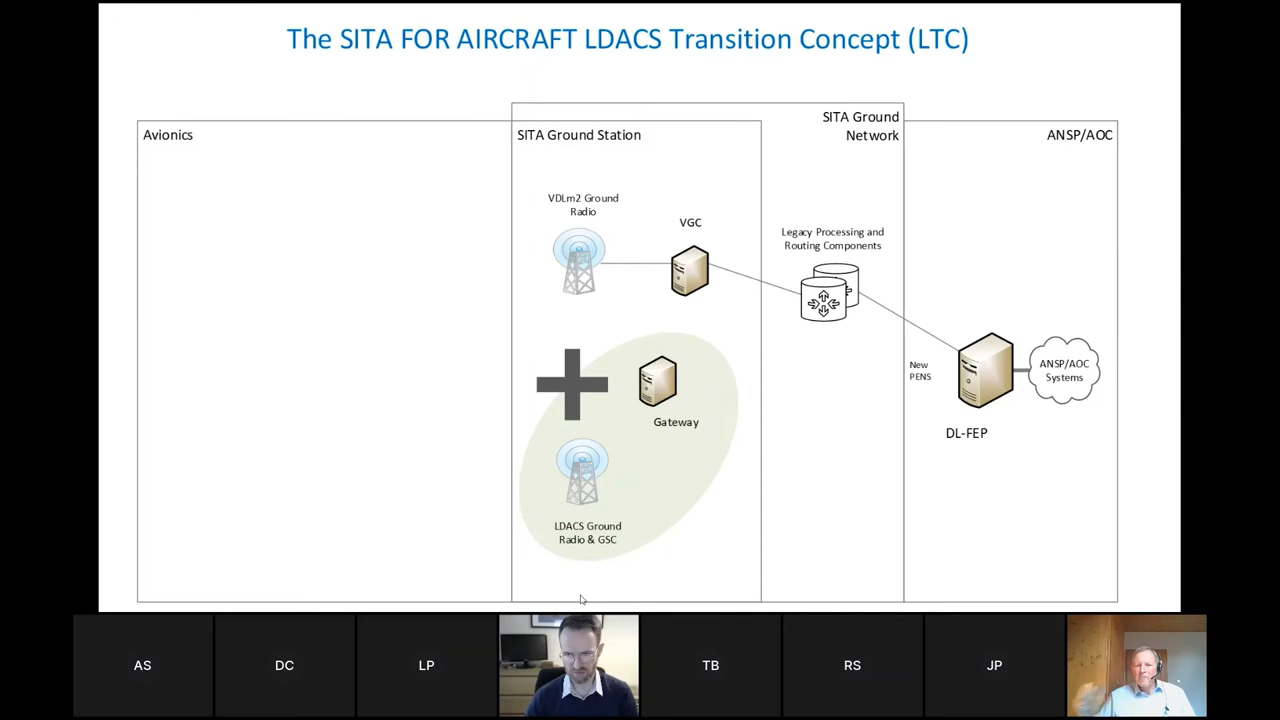 The SITA FOR AIRCRAFT LDACS Transition Concept (LTC)
Avionics
SITA Ground Station
SITA Ground
Network
ANSP/AOC
VDLm2 Ground
Radio
VGC
Legacy Processing and
Routing Components
New
PENS
ANSP/AOC
Systems
DL-FEP
Gateway
LDACS Ground
Radio & GSC
AS
DC
LP
TB
RS
JP